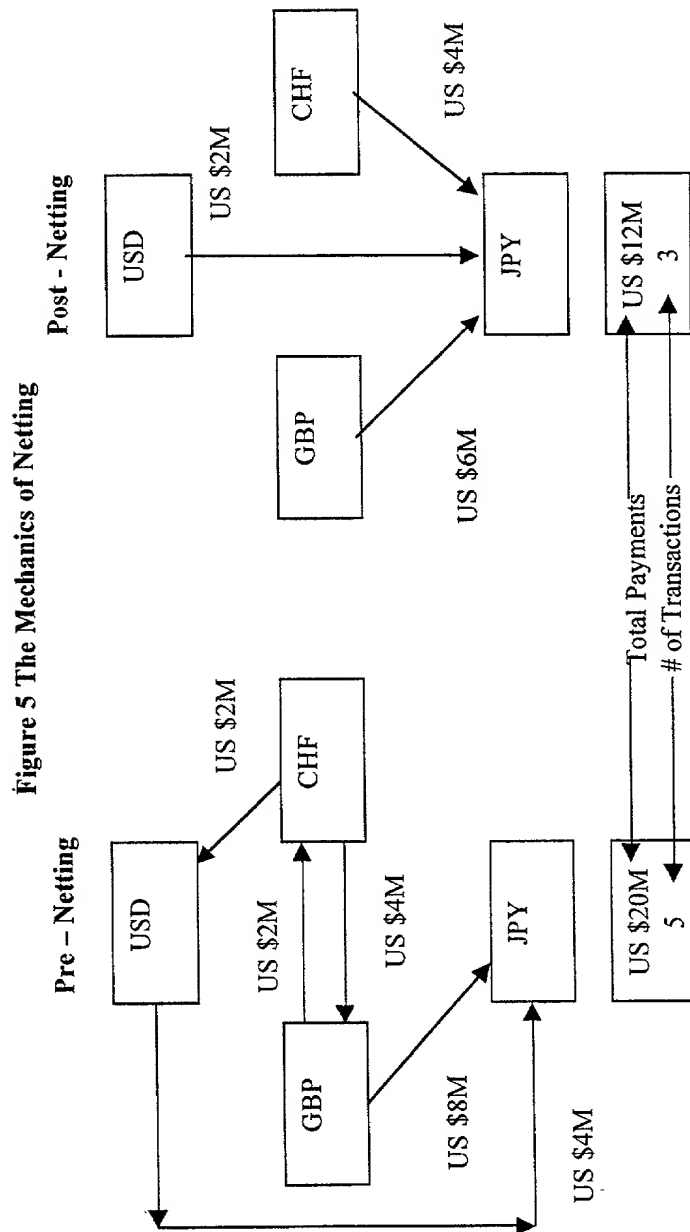 Figure 5 The Mechanics of Netting
Pre – Netting
USD
US $2M
CHF
US $2M
US $4M
GBP
US $8M
JPY
US $4M
US $20M
5
Total Payments
# of Transactions
Post - Netting
USD
US $2M
CHF
US $4M
GBP
US $6M
JPY
US $12M
3